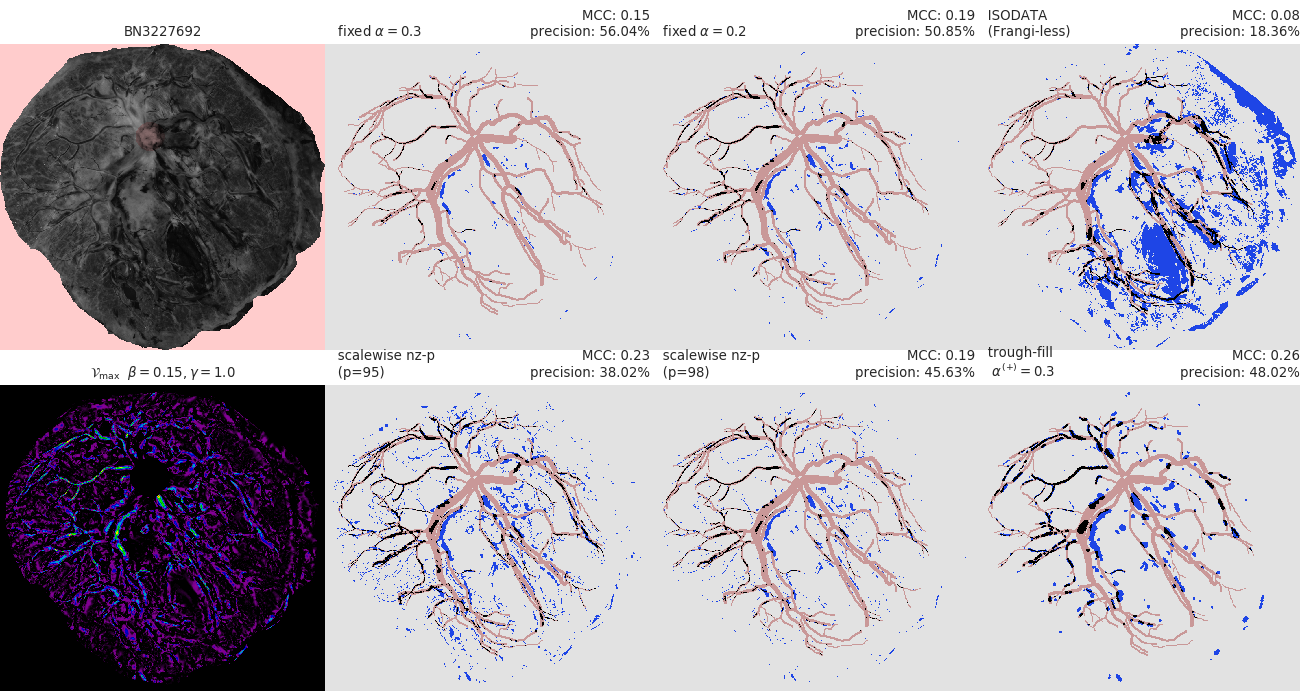 BN3227692
fixed α = 0.3
MCC: 0.15
precision: 56.04%
fixed α = 0.2
MCC: 0.19
precision: 50.85%
ISODATA
(Frangi-less)
MCC: 0.08
precision: 18.36%
𝒱max β = 0.15, γ = 1.0
scalewise nz-p
(p=95)
MCC: 0.23
precision: 38.02%
scalewise nz-p
(p=98)
MCC: 0.19
precision: 45.63%
trough-fill
α(+) = 0.3
MCC: 0.26
precision: 48.02%